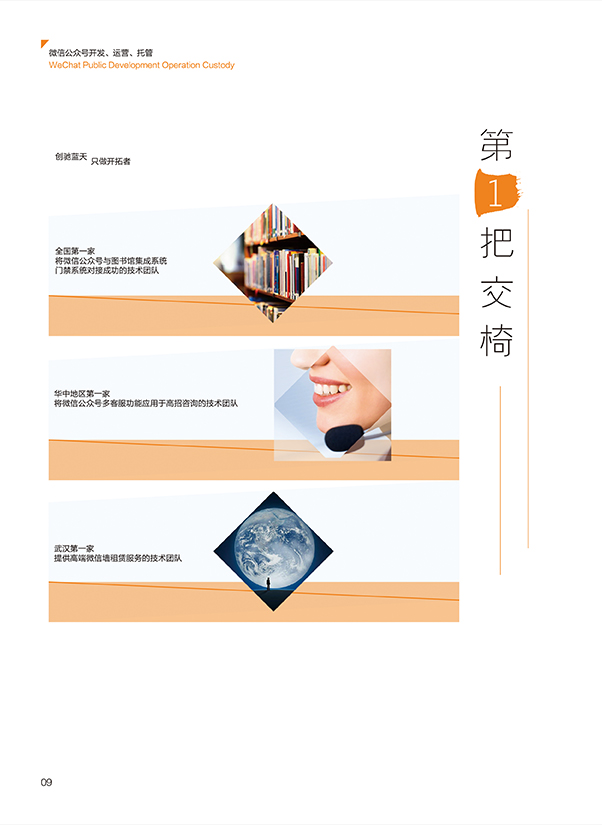 微信公众号开发、运营、托管
WeChat Public Development Operation Custody
创驰蓝天 只做开拓者
第1把交椅
全国第一家
将微信公众号与图书馆集成系统
门禁系统对接成功的技术团队
华中地区第一家
将微信公众号多客服功能应用于高招咨询的技术团队
武汉第一家
提供高端微信墙租赁服务的技术团队
09